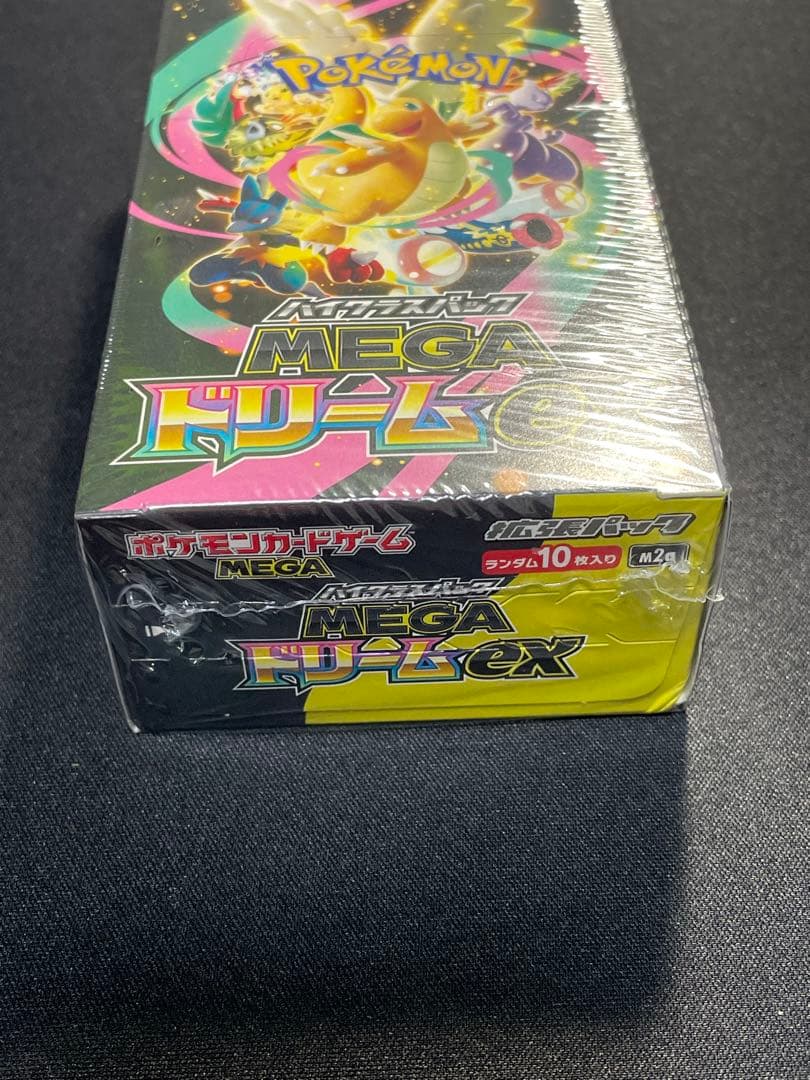 POKéMON
ハイクラスパック
MEGA
ドリームe
ポケモンカードゲーム
MEGA
拡張パック
ランダム10枚入り
M2a
ハイクラスパック
MEGA
ドリームex